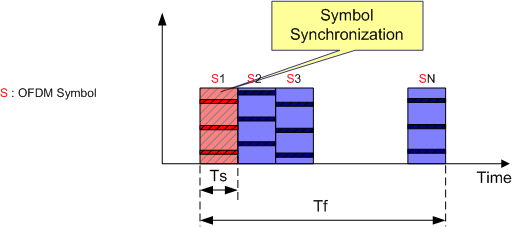 Symbol
Synchronization
S1 S2 S3 SN
S : OFDM Symbol
Ts
Time
Tf